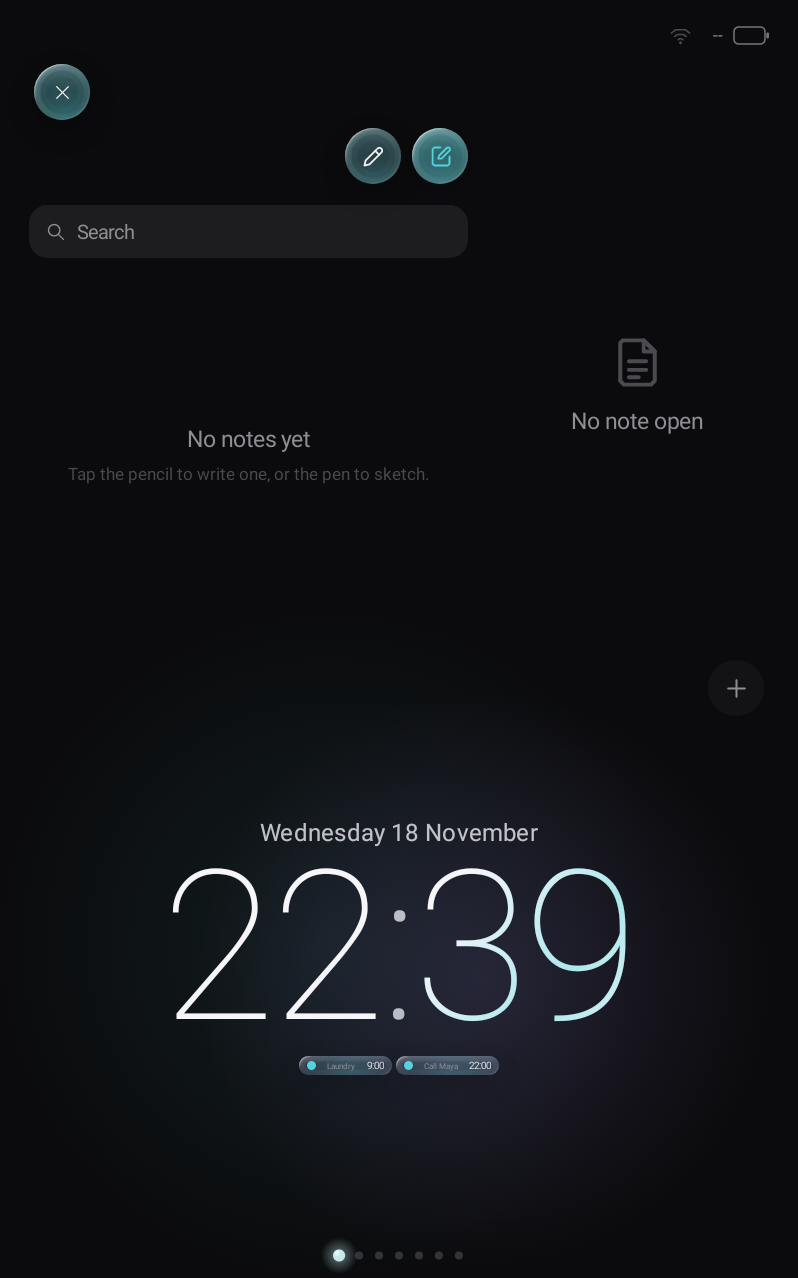 --
Search
No note open
No notes yet
Tap the pencil to write one, or the pen to sketch.
Wednesday 18 November
22:39
Laundry 9:00 Call Maya 22:00